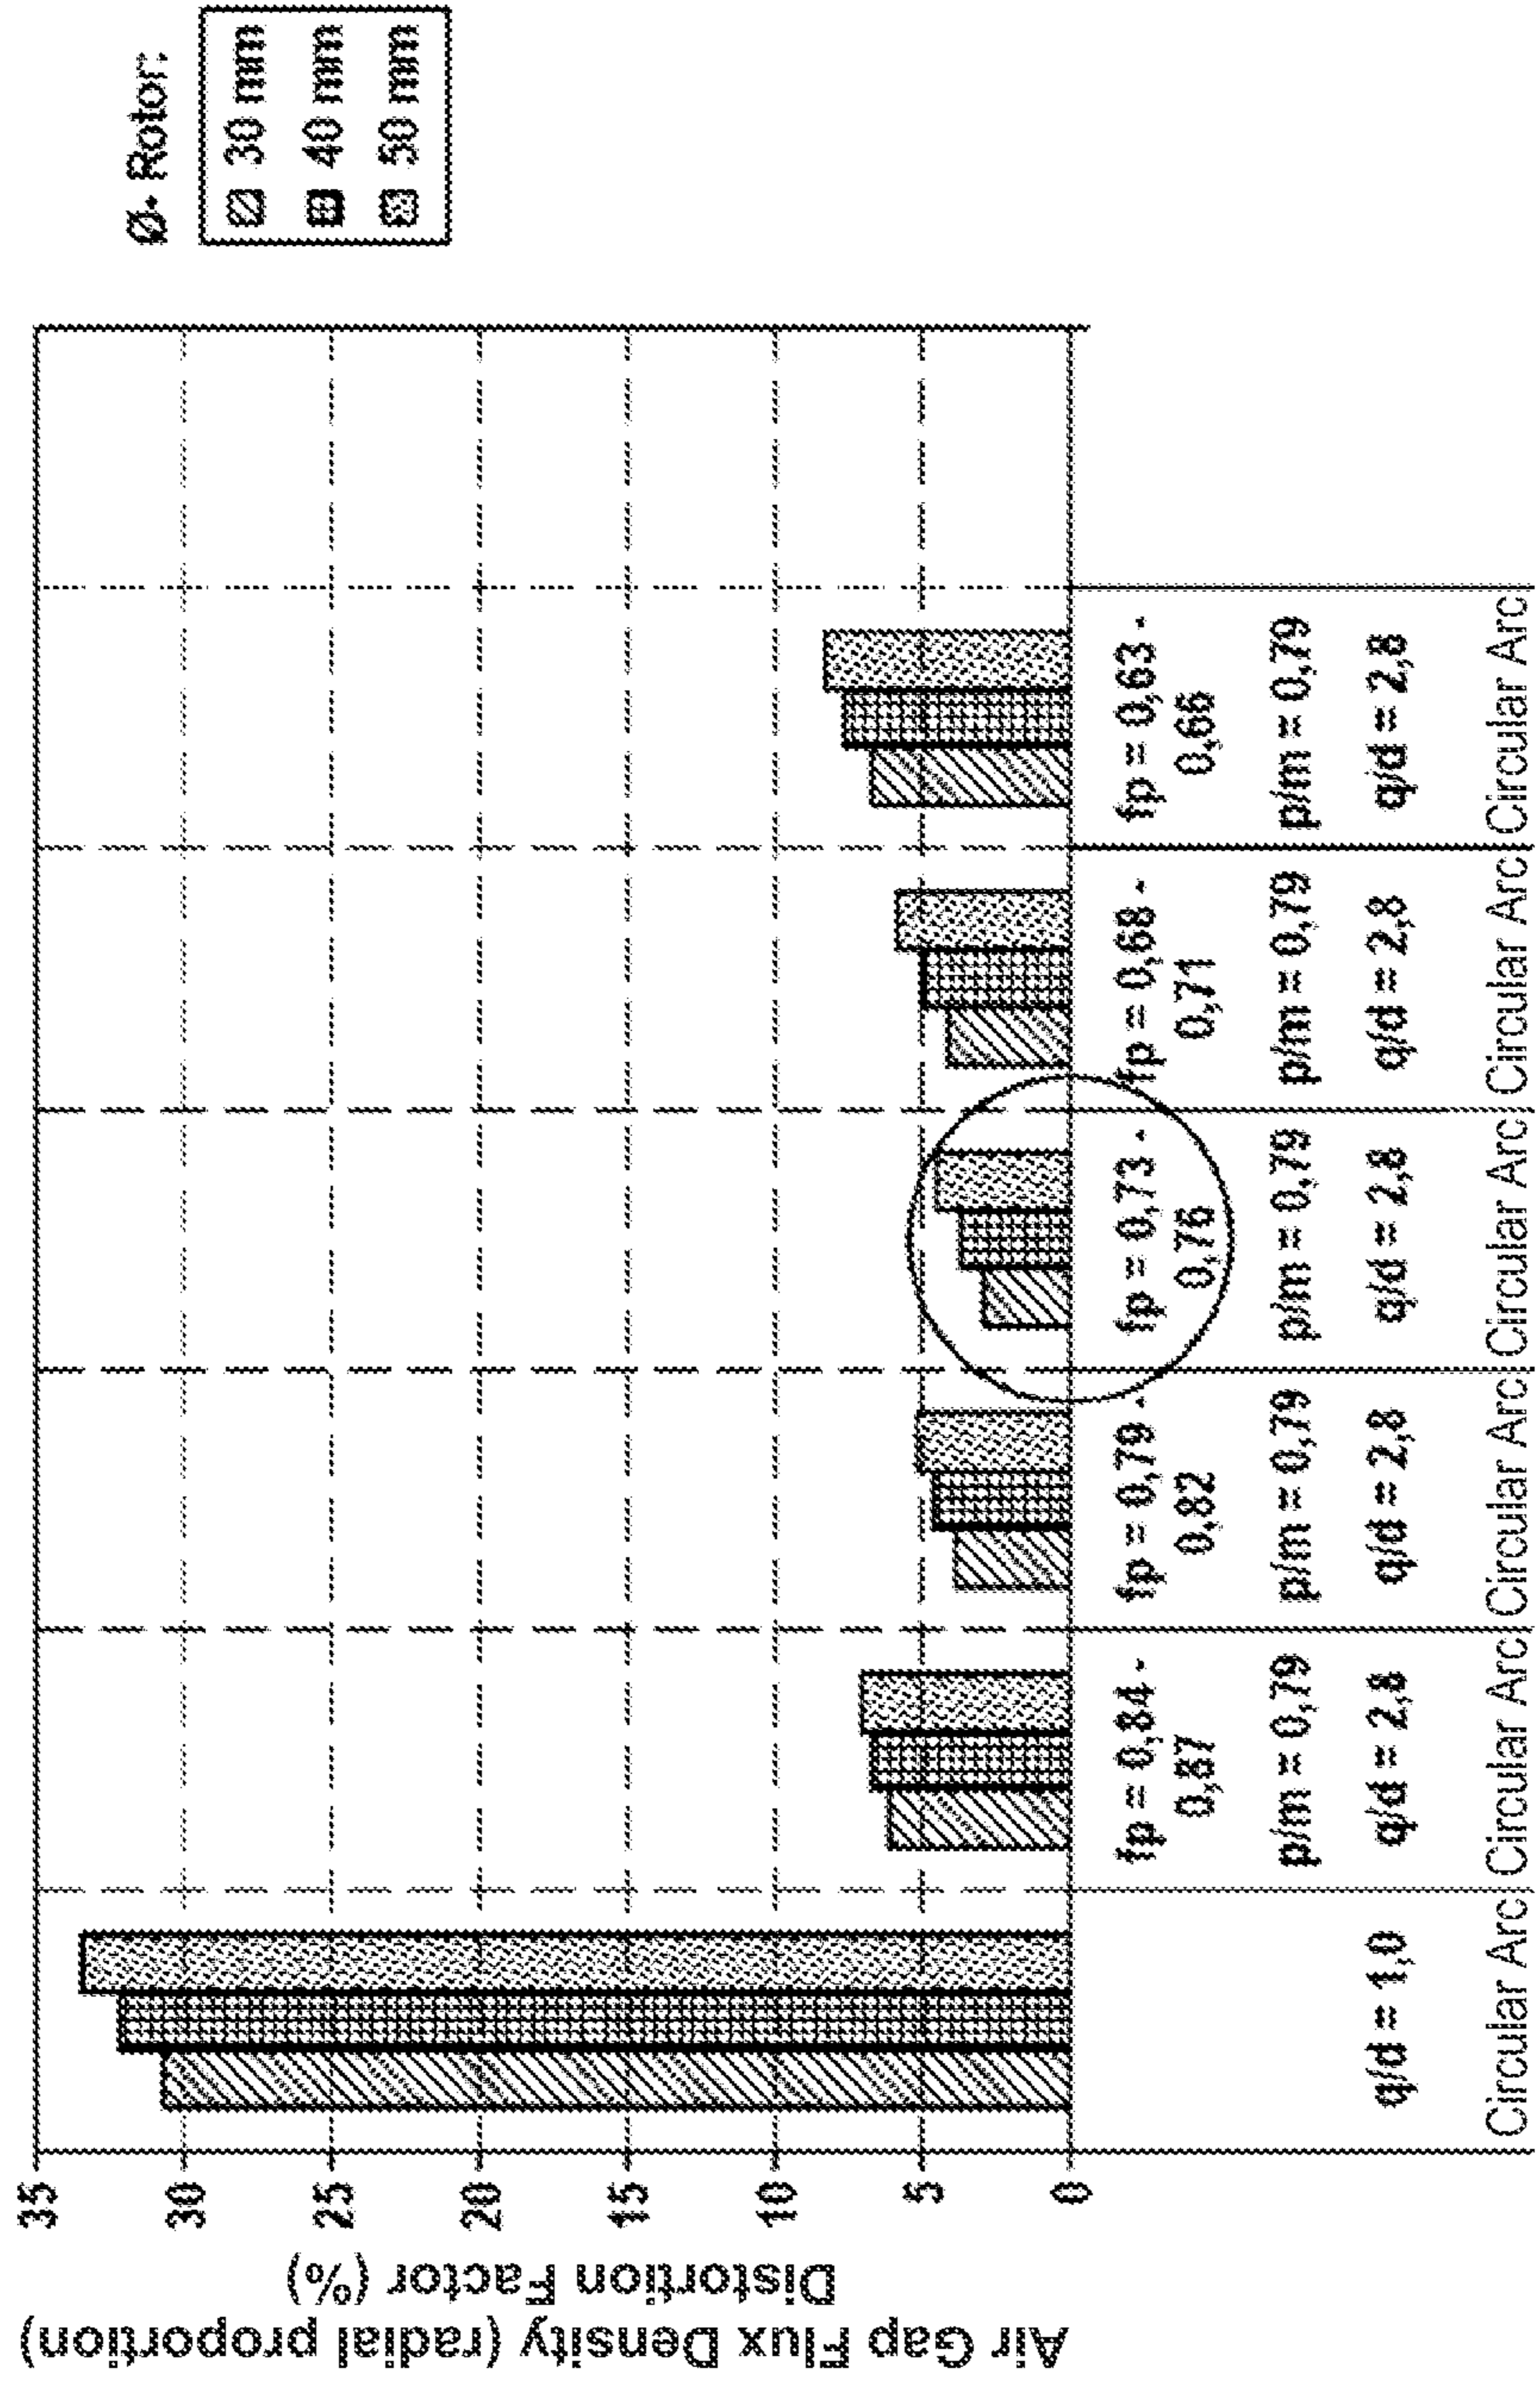 Air Gap Flux Density (radial proportion)
Distortion Factor (%)
35
30
25
20
15
10
5
0
Ø- Rotor:
30 mm
40 mm
50 mm
q/d = 1,0
Circular Arc
fp = 0,84 -
0,87
p/m = 0,79
q/d = 2,8
Circular Arc
fp = 0,79 -
0,82
p/m = 0,79
q/d = 2,8
Circular Arc
fp = 0,73 -
0,76
p/m = 0,79
q/d = 2,8
Circular Arc
fp = 0,68 -
0,71
p/m = 0,79
q/d = 2,8
Circular Arc
fp = 0,63 -
0,66
p/m = 0,79
q/d = 2,8
Circular Arc